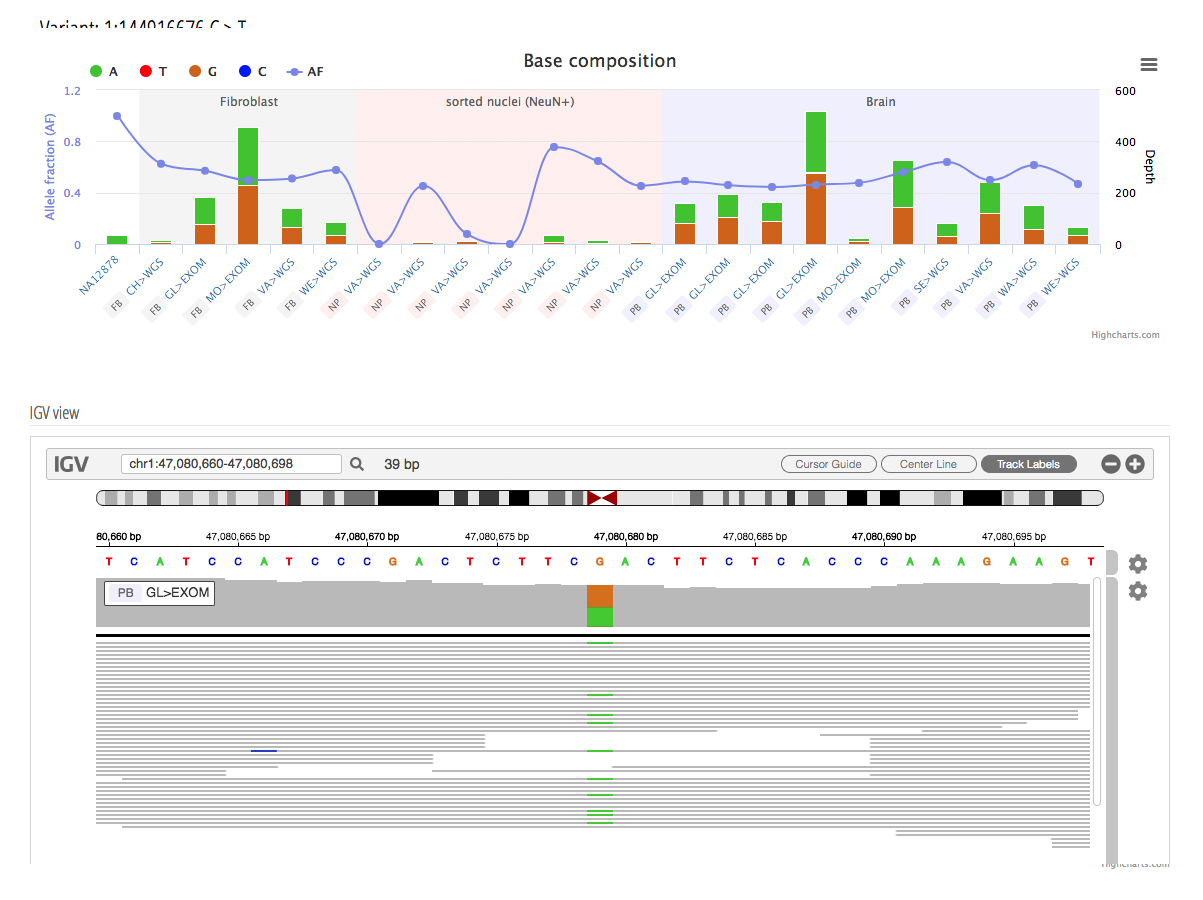 Variant: 1:144916676 C > T
Base composition
A T G C AF
Fibroblast
sorted nuclei (NeuN+)
Brain
Allele fraction (AF)
1.2
0.8
0.4
0
600
400
200
0
Depth
NA12878
FB CH>WGS
FB GL>EXOM
FB MO>EXOM
FB VA>WGS
FB WE>WGS
NP VA>WGS
NP VA>WGS
NP VA>WGS
NP VA>WGS
NP VA>WGS
NP VA>WGS
NP VA>WGS
PB GL>EXOM
PB GL>EXOM
PB GL>EXOM
PB GL>EXOM
PB MO>EXOM
PB MO>EXOM
PB SE>WGS
PB VA>WGS
PB WA>WGS
PB WE>WGS
Highcharts.com
IGV view
IGV chr1:47,080,660-47,080,698 39 bp Cursor Guide Center Line Track Labels
80,660 bp 47,080,665 bp 47,080,670 bp 47,080,675 bp 47,080,680 bp 47,080,685 bp 47,080,690 bp 47,080,695 bp
T C A T C C A T C C C G A C T C T T C G A C T T C T C A C C C A A A G A A G T
PB GL>EXOM
Highcharts.com